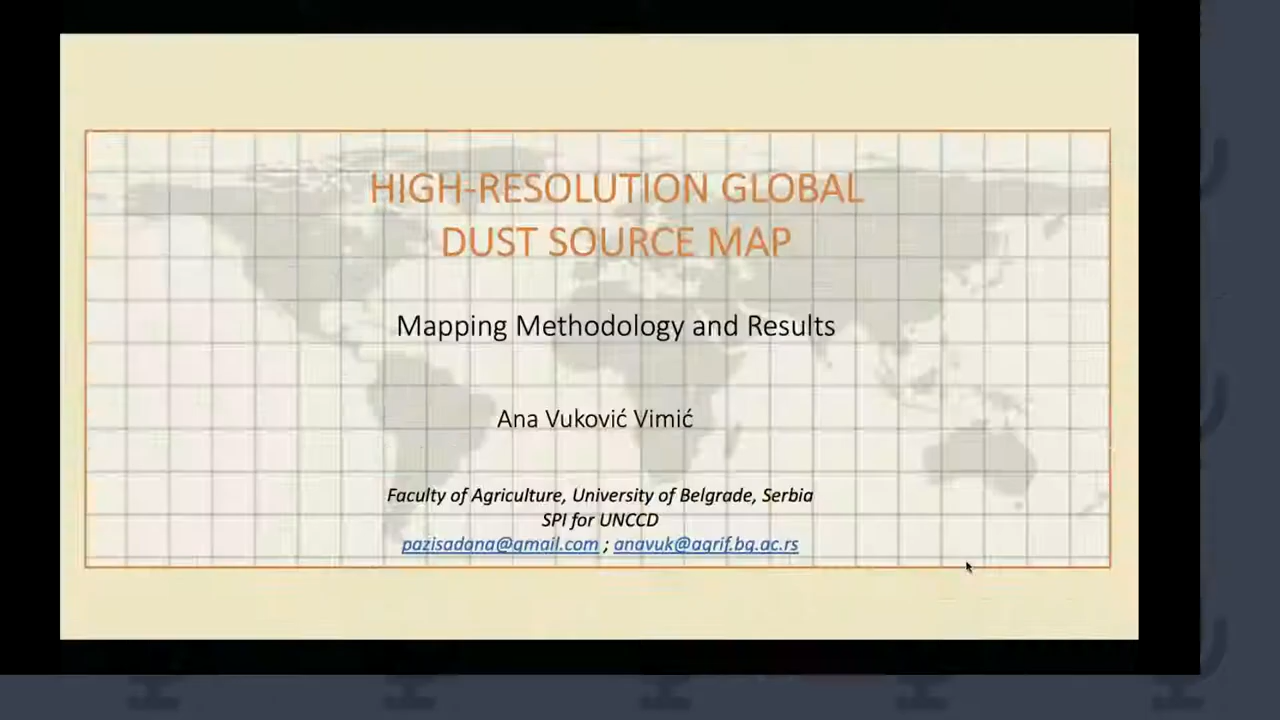 HIGH-RESOLUTION GLOBAL
DUST SOURCE MAP
Mapping Methodology and Results
Ana Vuković Vimić
Faculty of Agriculture, University of Belgrade, Serbia
SPI for UNCCD
pazisadana@gmail.com ; anavuk@agrif.bg.ac.rs